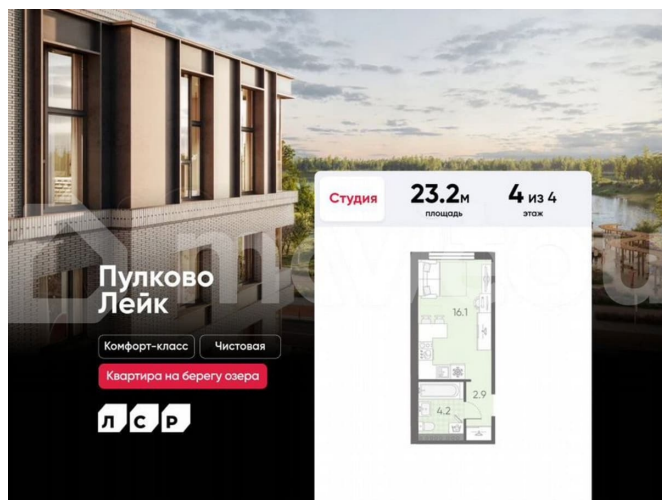 Студия
23.2м
площадь
4 из 4
этаж
Пулково
Лейк
Комфорт-класс
Чистовая
Квартира на берегу озера
ЛСР
16.1
2.9
4.2